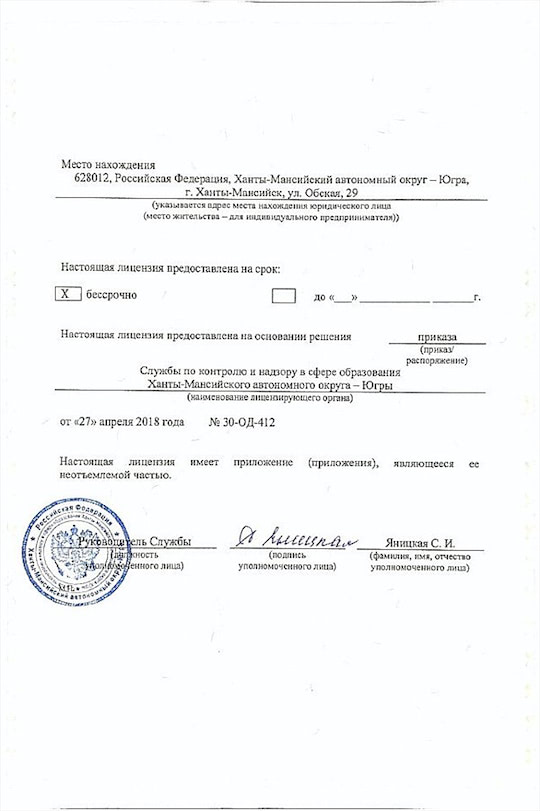 Место нахождения
628012, Российская Федерация, Ханты-Мансийский автономный округ – Югра,
г. Ханты-Мансийск, ул. Обская, 29
(указывается адрес места нахождения юридического лица
(место жительства – для индивидуального предпринимателя))
Настоящая лицензия предоставлена на срок:
X бессрочно до «___» ____________ ______г.
Настоящая лицензия предоставлена на основании решения приказа
(приказ/
распоряжение)
Службы по контролю и надзору в сфере образования
Ханты-Мансийского автономного округа – Югры
(наименование лицензирующего органа)
от «27» апреля 2018 года № 30-ОД-412
Настоящая лицензия имеет приложение (приложения), являющееся ее
неотъемлемой частью.
Российская Федерация
Ханты-Мансийский автономный округ
Руководитель Службы Яницкая Яницкая С. И.
(должность (подпись (фамилия, имя, отчество
уполномоченного лица) уполномоченного лица) уполномоченного лица)